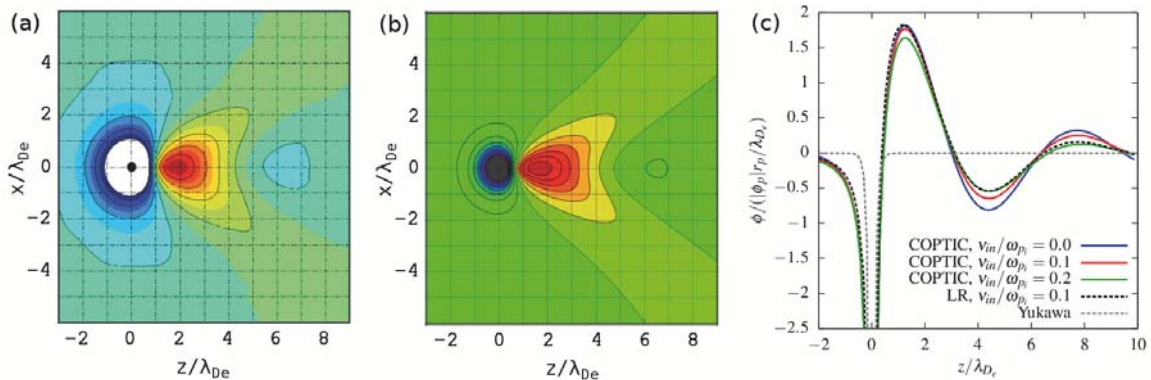 (a)
x/λDe
4
2
0
−2
−4
0 2 4 6 8
z/λDe
(b)
x/λDe
4
2
0
-2
-4
-2 0 2 4 6 8
z/λDe
(c)
ϕ/(|ϕp|rp/λDe)
2
1.5
1
0.5
0
-0.5
-1
-1.5
-2
-2.5
COPTIC, νin/ωpi = 0.0
COPTIC, νin/ωpi = 0.1
COPTIC, νin/ωpi = 0.2
LR, νin/ωpi = 0.1
Yukawa
-2 0 2 4 6 8 10
z/λDe